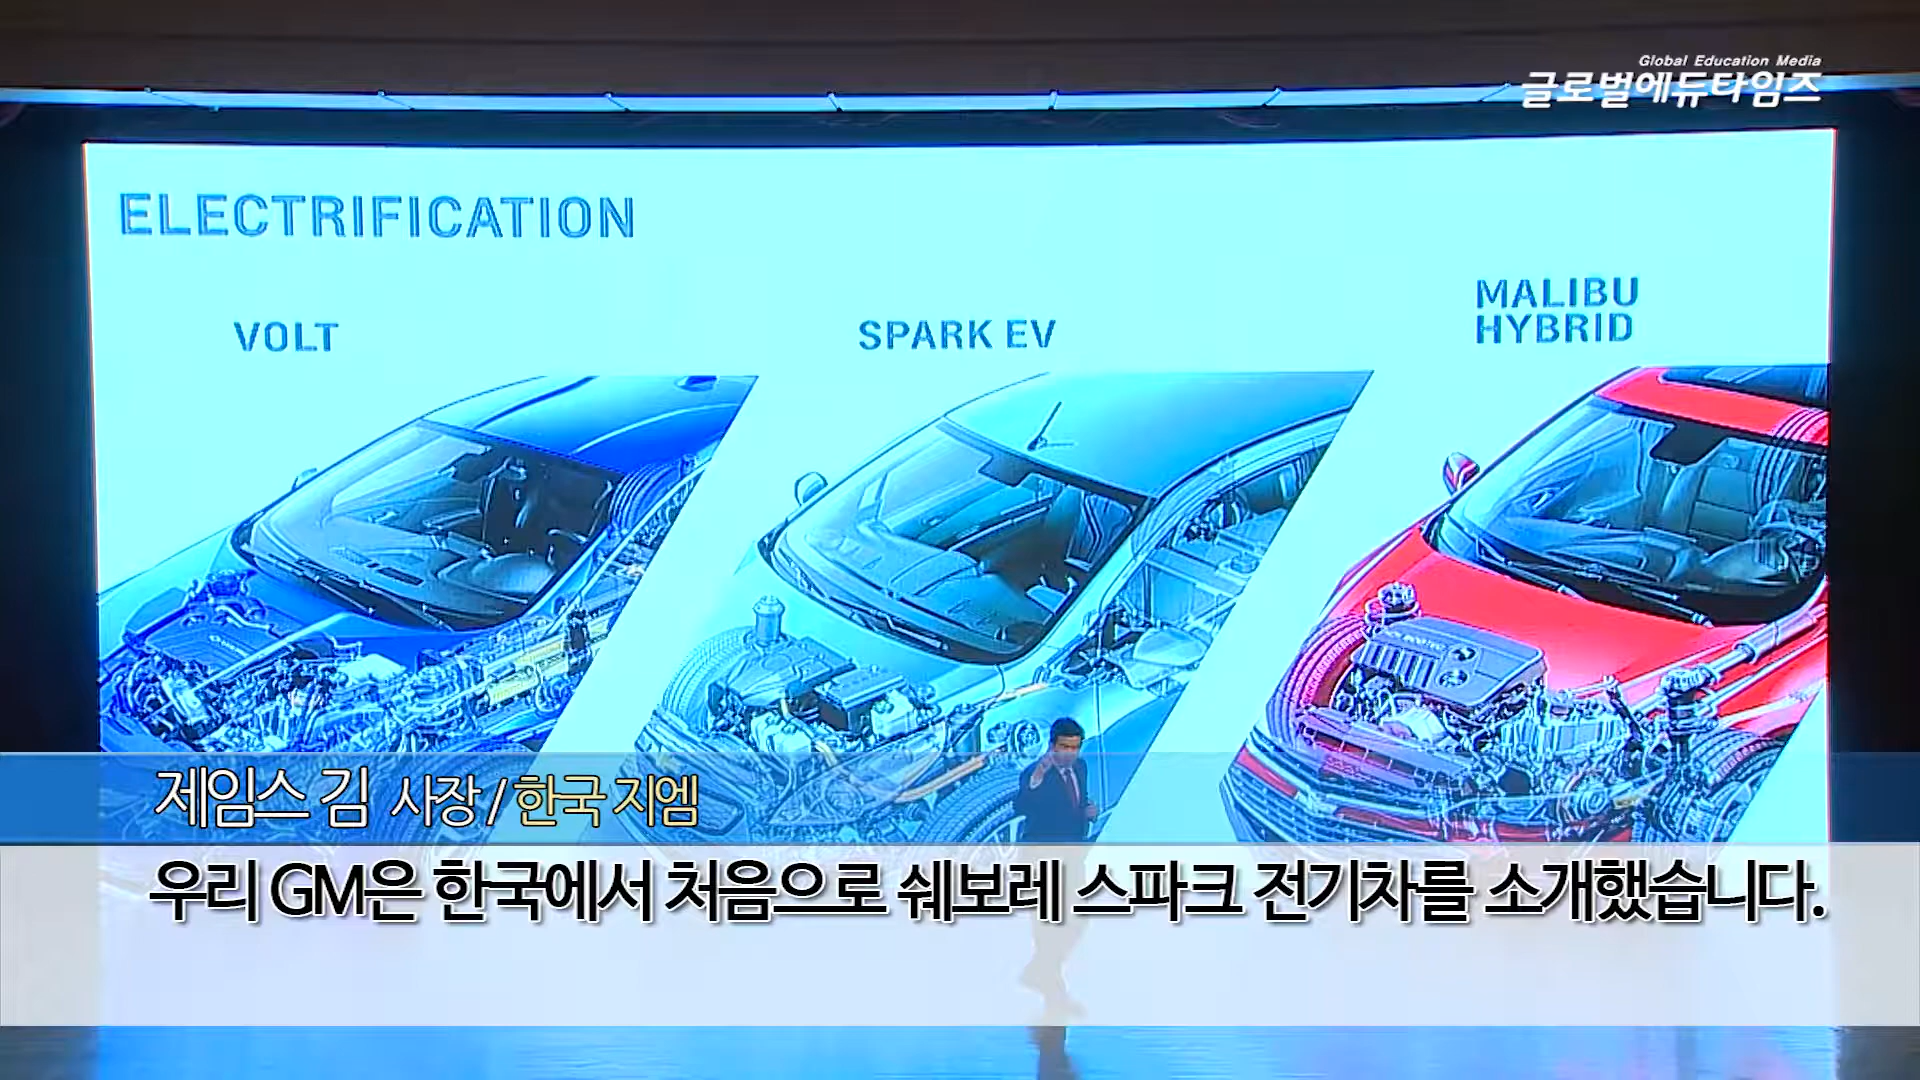 Global Education Media
글로벌에듀타임즈
ELECTRIFICATION
VOLT
SPARK EV
MALIBU
HYBRID
제임스 김 사장 / 한국 지엠
우리 GM은 한국에서 처음으로 쉐보레 스파크 전기차를 소개했습니다.